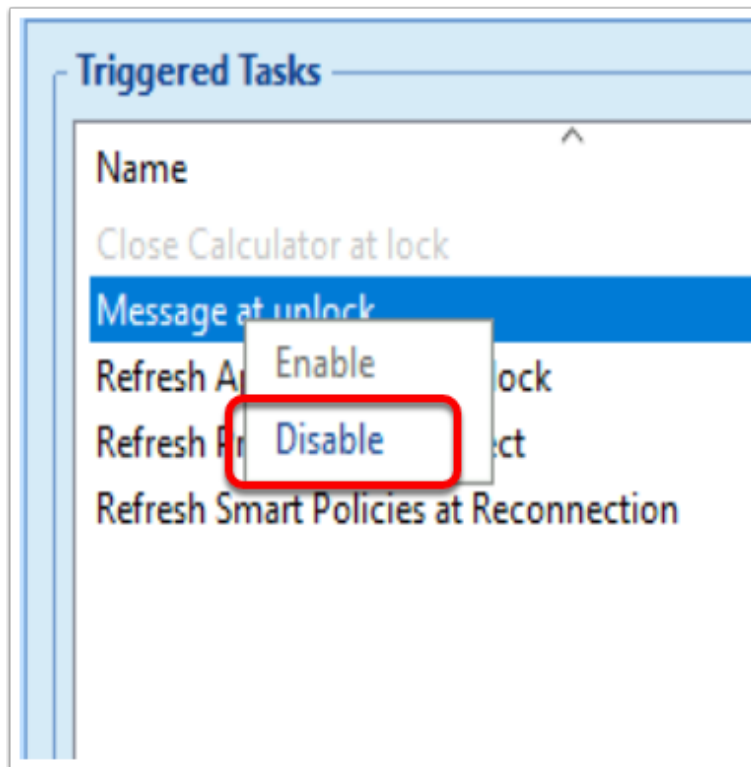 Triggered Tasks
Name
Close Calculator at lock
Message at unlock
Enable
Refresh A lock
Disable
Refresh Pr ect
Refresh Smart Policies at Reconnection